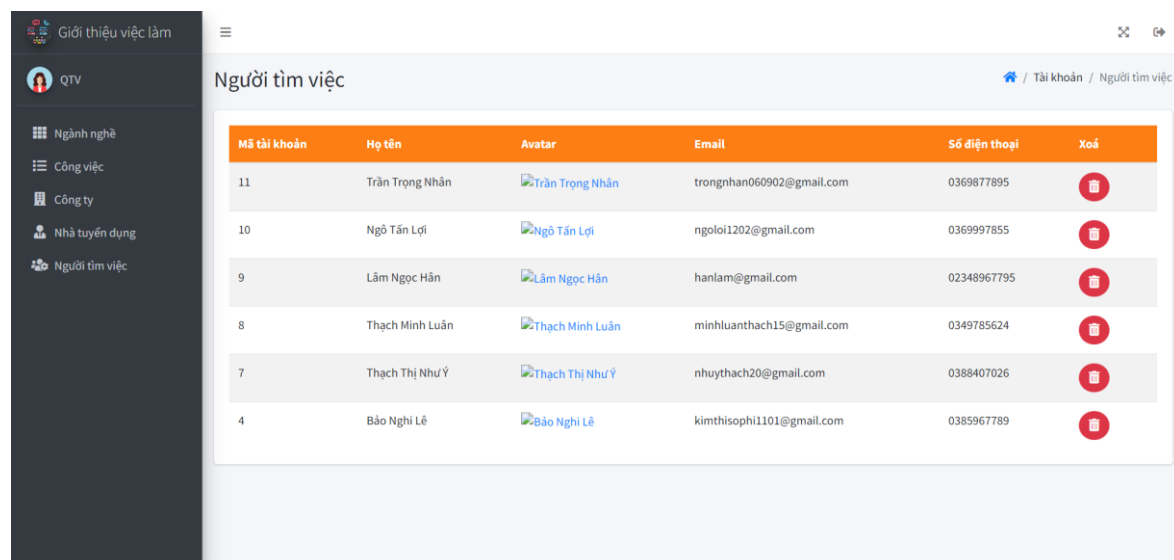 Giới thiệu việc làm
QTV
Người tìm việc
/ Tài khoản / Người tìm việc
Ngành nghề
Công việc
Công ty
Nhà tuyển dụng
Người tìm việc
Mã tài khoản Họ tên Avatar Email Số điện thoại Xoá
11 Trần Trọng Nhân Trần Trọng Nhân trongnhan060902@gmail.com 0369877895
10 Ngô Tấn Lợi Ngô Tấn Lợi ngoloi1202@gmail.com 0369997855
9 Lâm Ngọc Hân Lâm Ngọc Hân hanlam@gmail.com 02348967795
8 Thạch Minh Luân Thạch Minh Luân minhluanthach15@gmail.com 0349785624
7 Thạch Thị Như Ý Thạch Thị Như Ý nhuythach20@gmail.com 0388407026
4 Bảo Nghi Lê Bảo Nghi Lê kimthisophi1101@gmail.com 0385967789